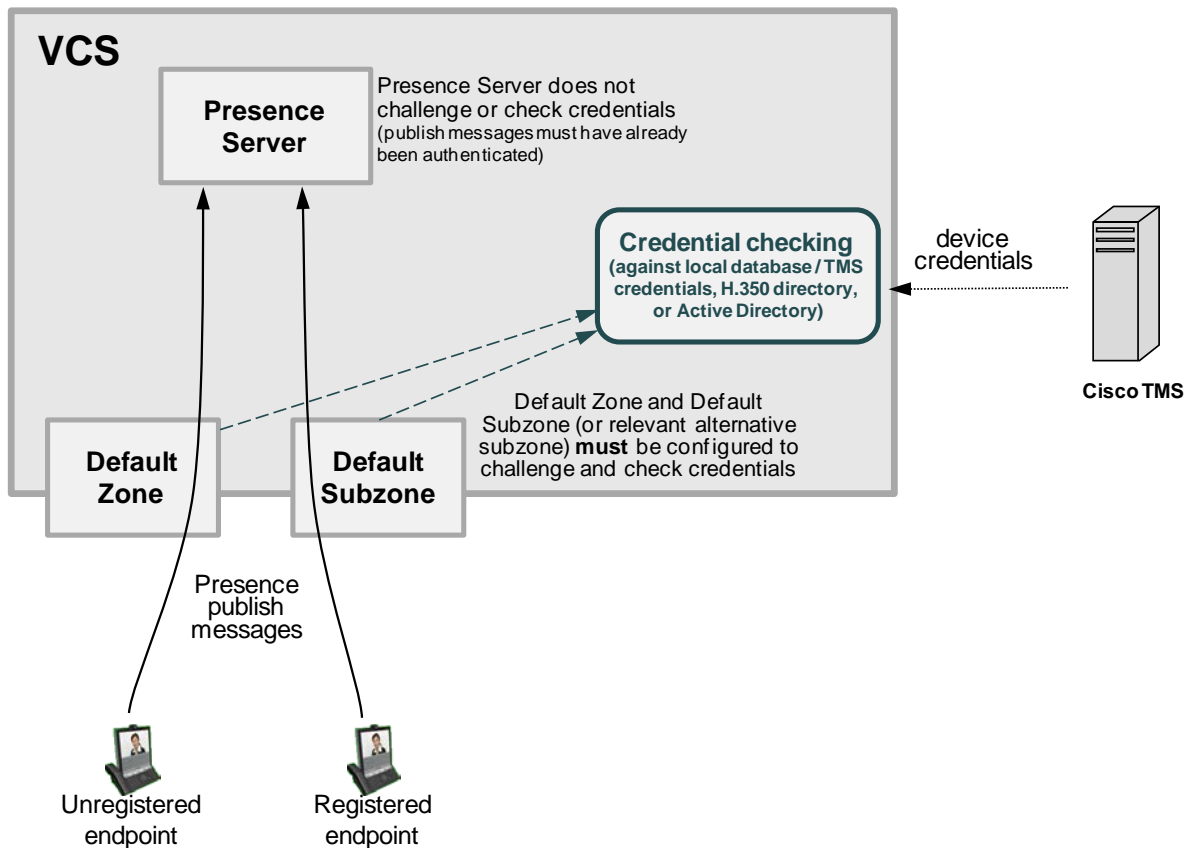 VCS
Presence
Server
Presence Server does not
challenge or check credentials
(publish messages must have already
been authenticated)
Credential checking
(against local database / TMS
credentials, H.350 directory,
or Active Directory)
device
credentials
Cisco TMS
Default Zone and Default
Subzone (or relevant alternative
subzone) must be configured to
challenge and check credentials
Default
Zone
Default
Subzone
Presence
publish
messages
Unregistered
endpoint
Registered
endpoint